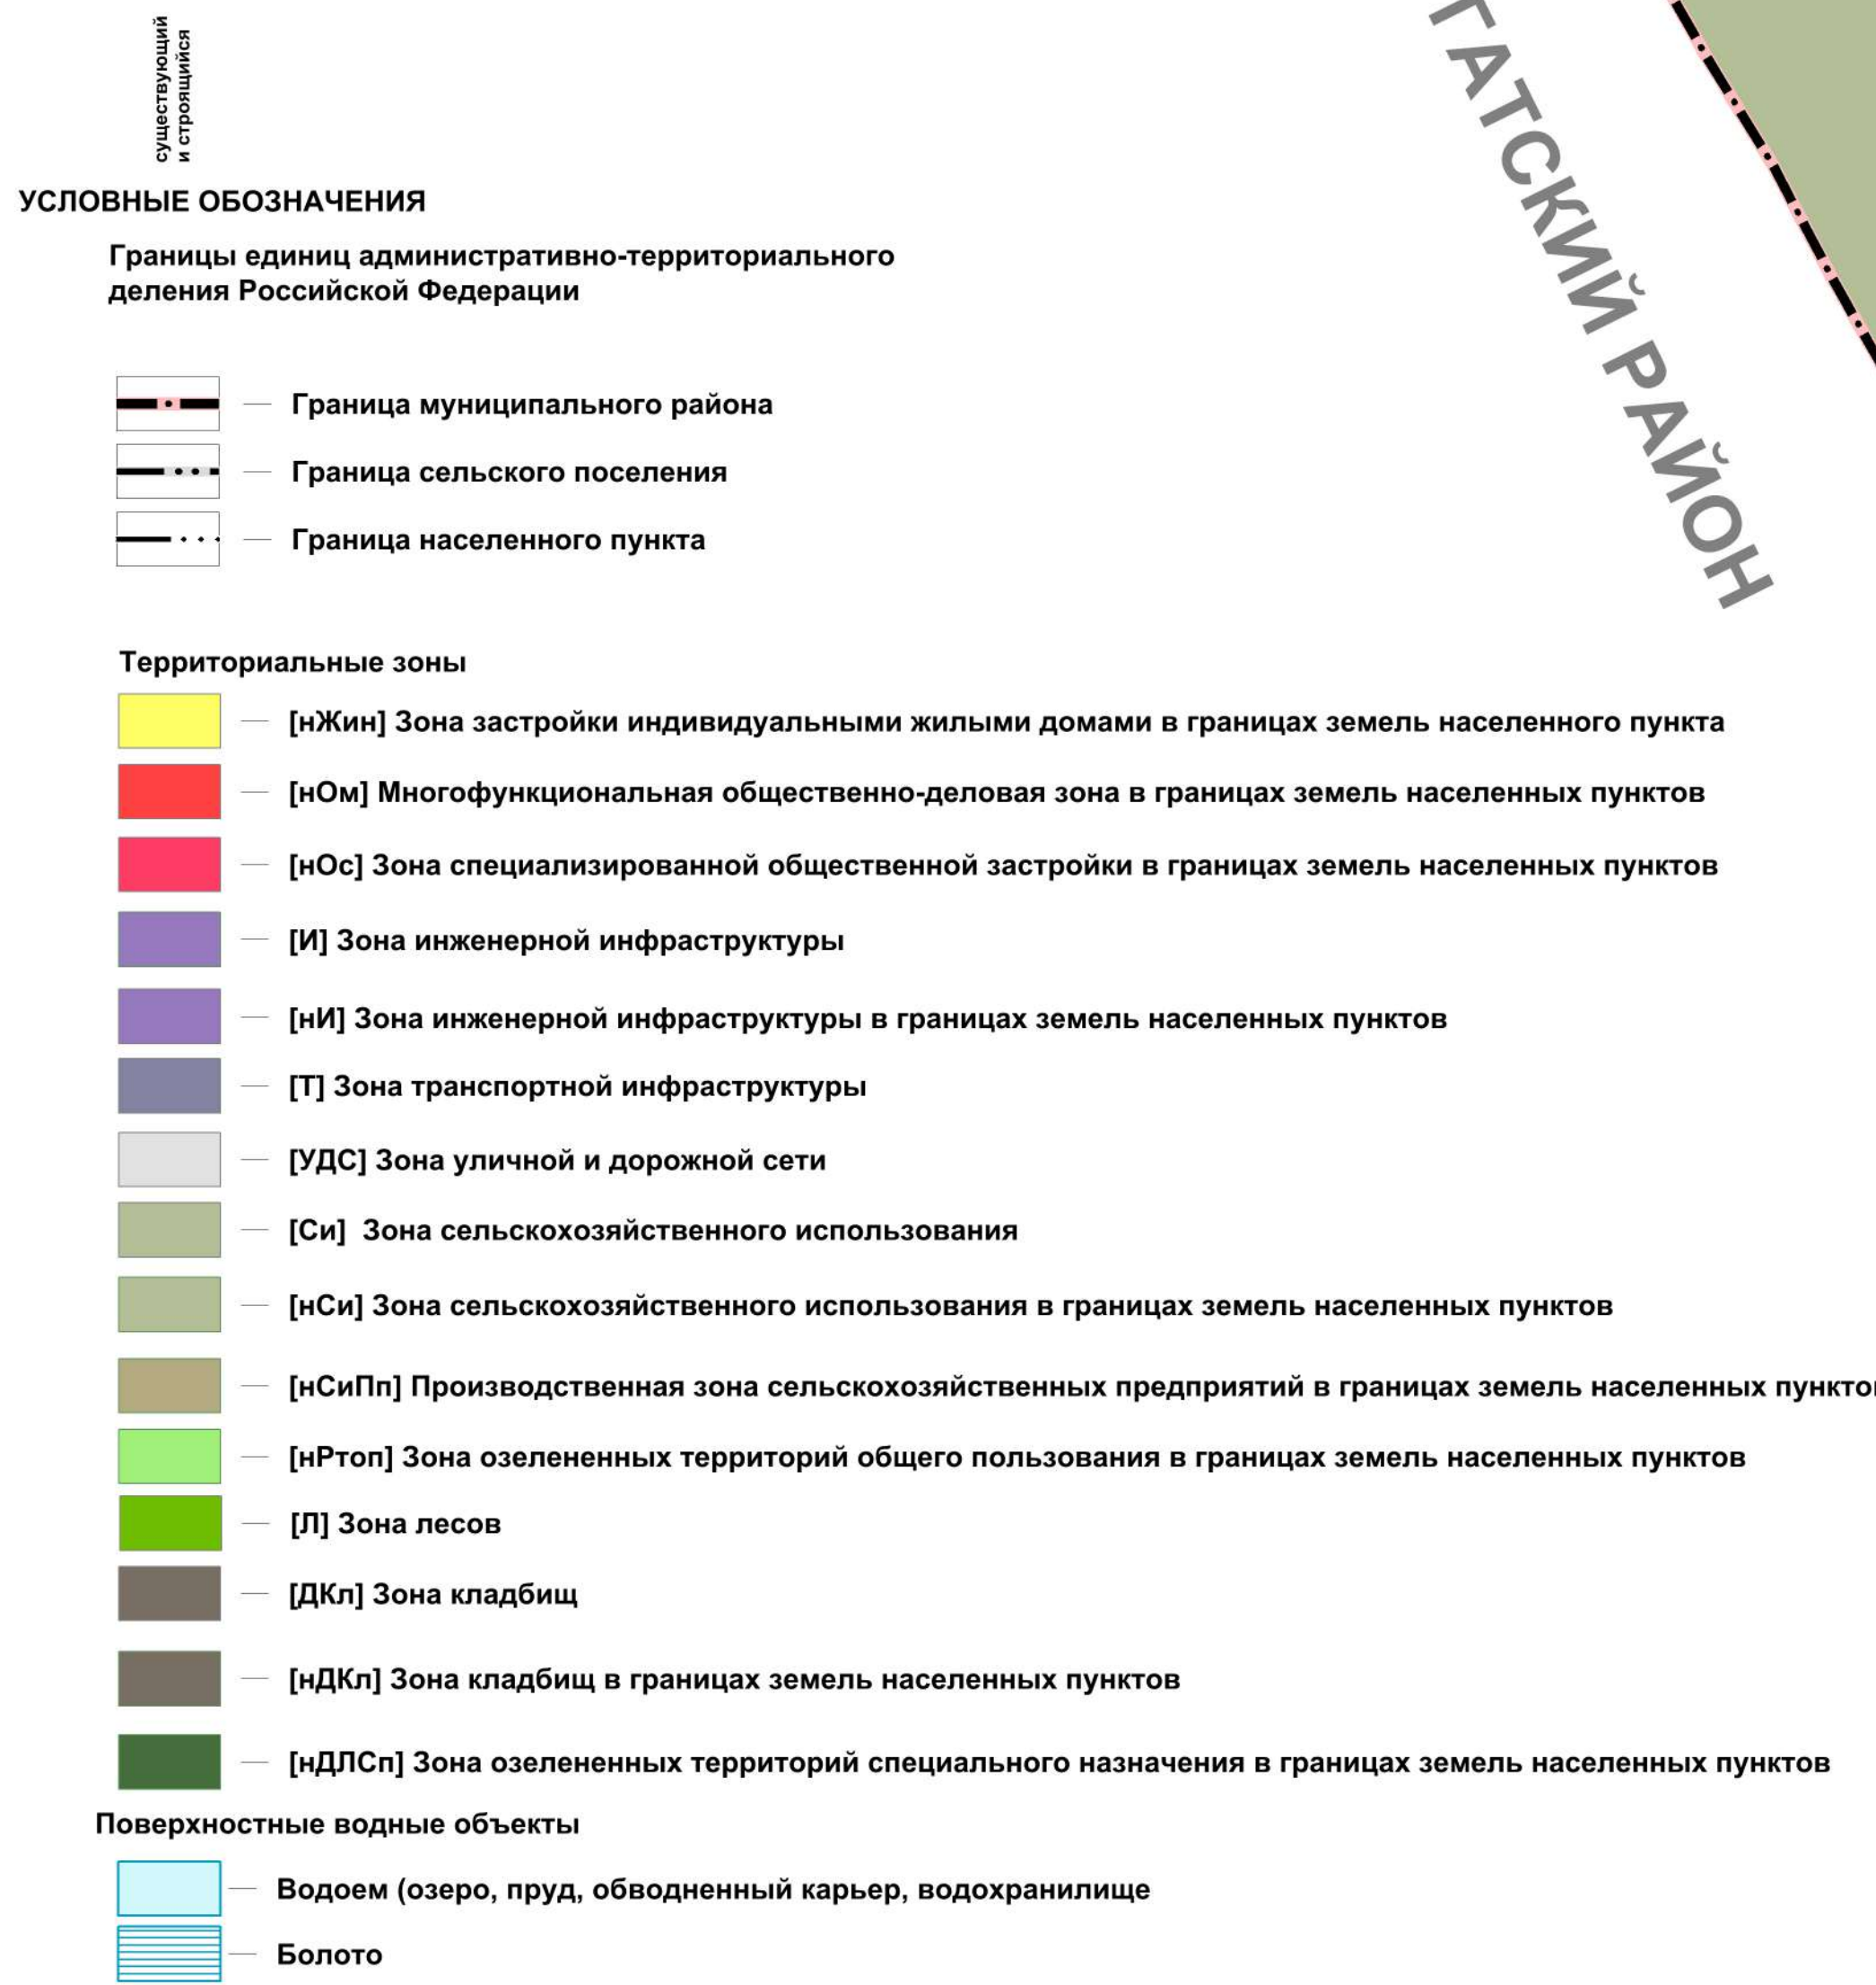 существующий
и строящийся
УСЛОВНЫЕ ОБОЗНАЧЕНИЯ
Границы единиц административно-территориального
деления Российской Федерации
Граница муниципального района
Граница сельского поселения
Граница населенного пункта
ГАТСКИЙ РАЙОН
Территориальные зоны
[нЖин] Зона застройки индивидуальными жилыми домами в границах земель населенного пункта
[нОм] Многофункциональная общественно-деловая зона в границах земель населенных пунктов
[нОс] Зона специализированной общественной застройки в границах земель населенных пунктов
[И] Зона инженерной инфраструктуры
[нИ] Зона инженерной инфраструктуры в границах земель населенных пунктов
[Т] Зона транспортной инфраструктуры
[УДС] Зона уличной и дорожной сети
[Си] Зона сельскохозяйственного использования
[нСи] Зона сельскохозяйственного использования в границах земель населенных пунктов
[нСиПп] Производственная зона сельскохозяйственных предприятий в границах земель населенных пунктов
[нРтоп] Зона озелененных территорий общего пользования в границах земель населенных пунктов
[Л] Зона лесов
[ДКл] Зона кладбищ
[нДКл] Зона кладбищ в границах земель населенных пунктов
[нДЛСп] Зона озелененных территорий специального назначения в границах земель населенных пунктов
Поверхностные водные объекты
Водоем (озеро, пруд, обводненный карьер, водохранилище
Болото